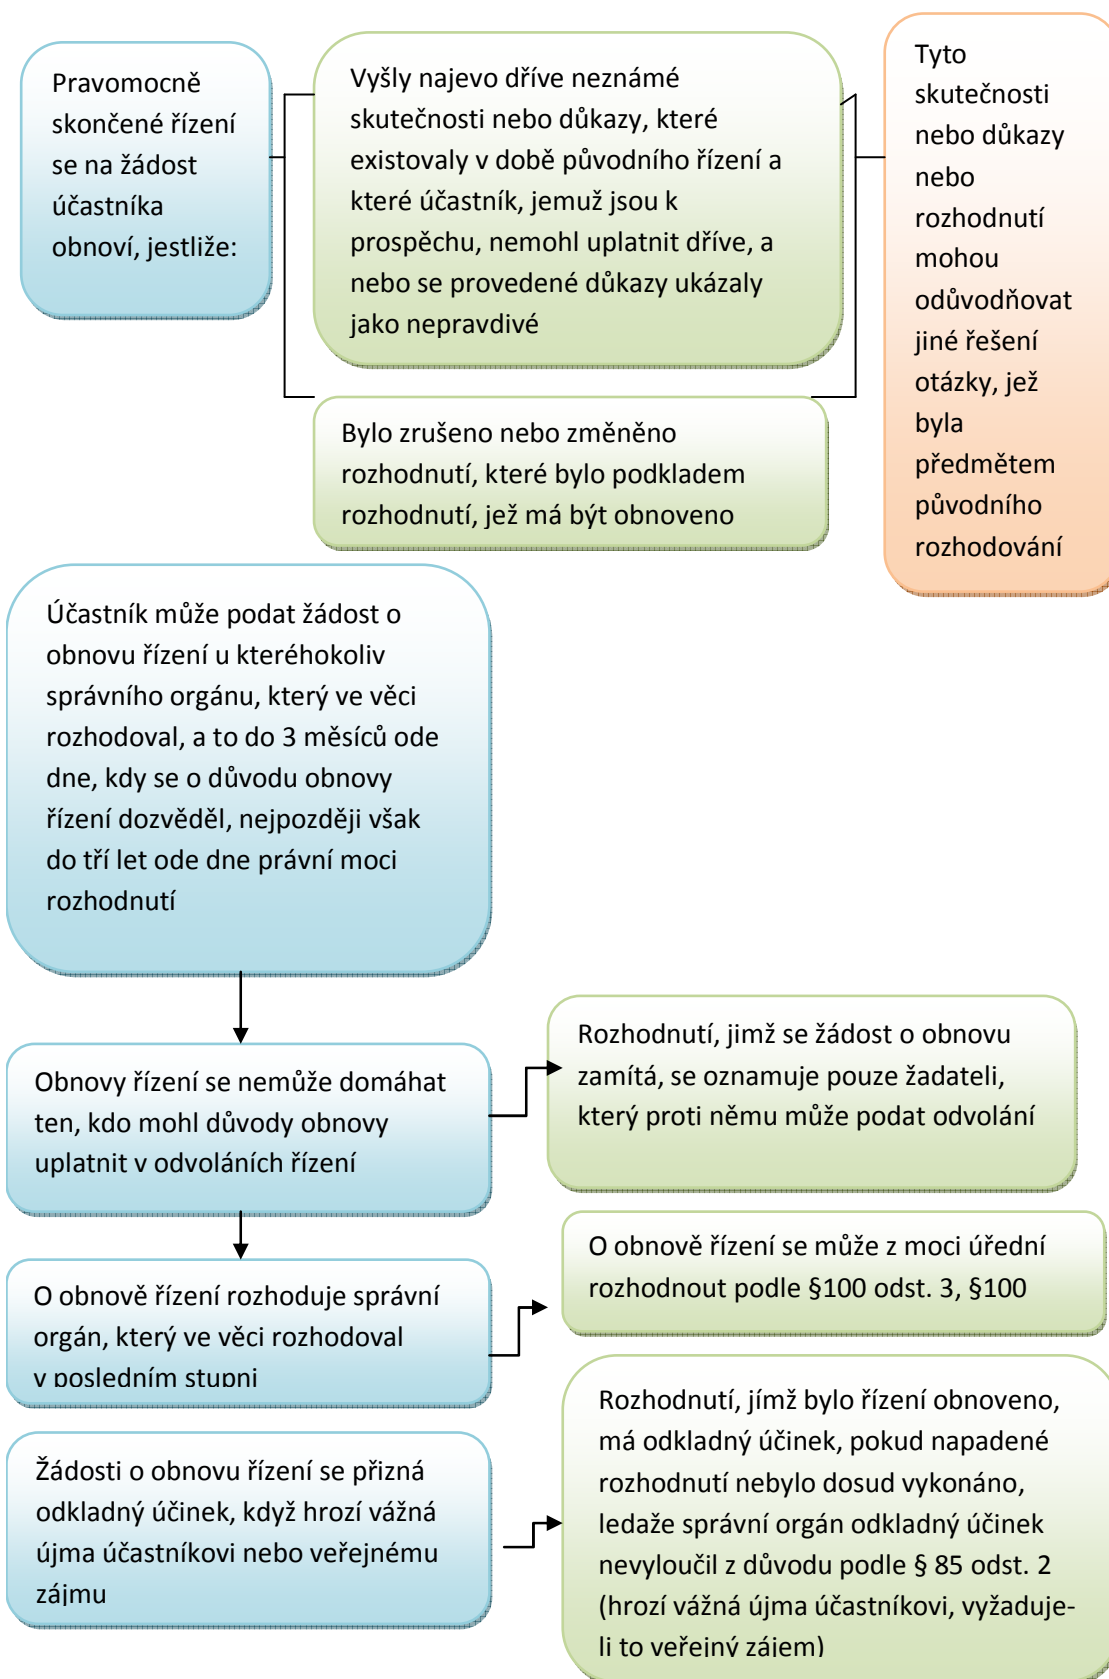 Pravomocně
skončené řízení
se na žádost
účastníka
obnoví, jestliže:
Vyšly najevo dříve neznámé
skutečnosti nebo důkazy, které
existovaly v době původního řízení a
které účastník, jemuž jsou k
prospěchu, nemohl uplatnit dříve, a
nebo se provedené důkazy ukázaly
jako nepravdivé
Bylo zrušeno nebo změněno
rozhodnutí, které bylo podkladem
rozhodnutí, jež má být obnoveno
Tyto
skutečnosti
nebo důkazy
nebo
rozhodnutí
mohou
odůvodňovat
jiné řešení
otázky, jež
byla
předmětem
původního
rozhodování
Účastník může podat žádost o
obnovu řízení u kteréhokoliv
správního orgánu, který ve věci
rozhodoval, a to do 3 měsíců ode
dne, kdy se o důvodu obnovy
řízení dozvěděl, nejpozději však
do tří let ode dne právní moci
rozhodnutí
Obnovy řízení se nemůže domáhat
ten, kdo mohl důvody obnovy
uplatnit v odvoláních řízení
Rozhodnutí, jimž se žádost o obnovu
zamítá, se oznamuje pouze žadateli,
který proti němu může podat odvolání
O obnově řízení rozhoduje správní
orgán, který ve věci rozhodoval
v posledním stupni
O obnově řízení se může z moci úřední
rozhodnout podle §100 odst. 3, §100
Žádosti o obnovu řízení se přizná
odkladný účinek, když hrozí vážná
újma účastníkovi nebo veřejnému
zájmu
Rozhodnutí, jímž bylo řízení obnoveno,
má odkladný účinek, pokud napadené
rozhodnutí nebylo dosud vykonáno,
ledaže správní orgán odkladný účinek
nevyloučil z důvodu podle § 85 odst. 2
(hrozí vážná újma účastníkovi, vyžaduje-
li to veřejný zájem)